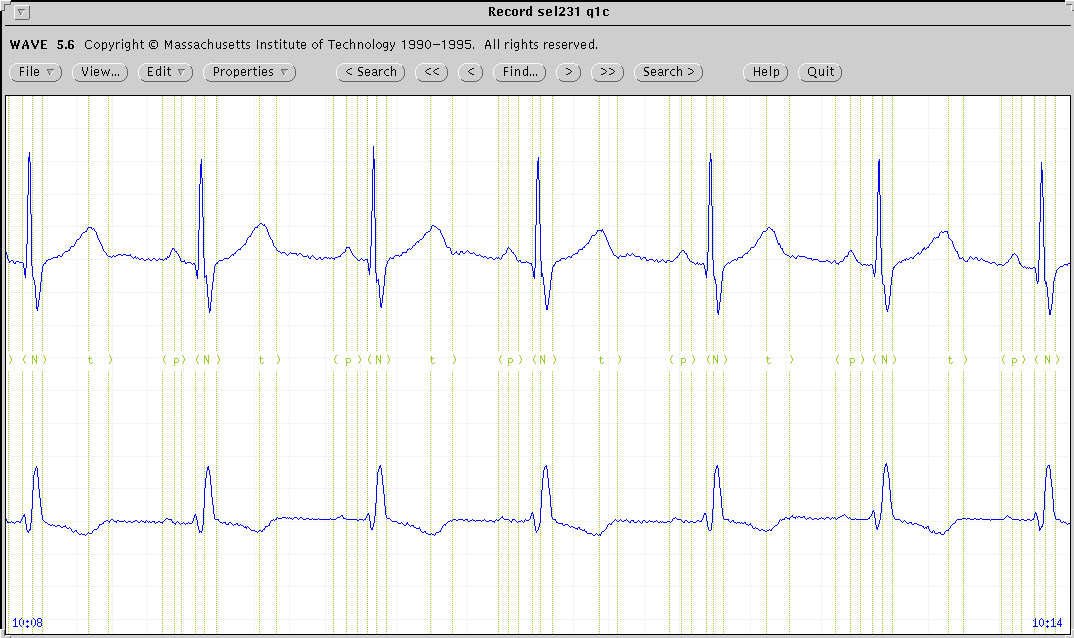 Record sel231 q1c
WAVE 5.6 Copyright © Massachusetts Institute of Technology 1990-1995. All rights reserved.
File View... Edit Properties < Search << < Find... > >> Search > Help Quit
) (N) t ) (p) (N) t ) (p) (N) t ) (p) (N) t ) (p) (N) t ) (p) (N) t ) (p) (N)
10:08 10:14